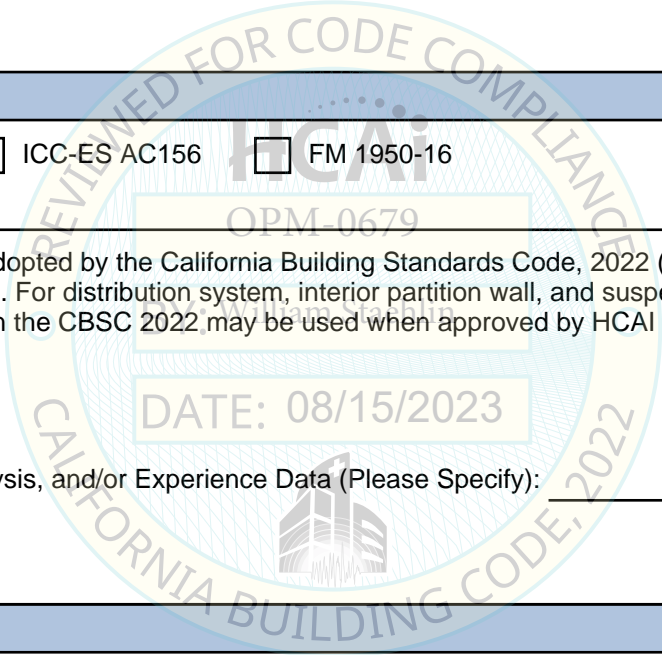 REVIEWED FOR CODE COMPLIANCE
HCAi
ICC-ES AC156 FM 1950-16
OPM-0679
dopted by the California Building Standards Code, 2022 (
. For distribution system, interior partition wall, and suspe
n the CBSC 2022 may be used when approved by HCAI
BY: William Staehlin
DATE: 08/15/2023
ysis, and/or Experience Data (Please Specify):
CALIFORNIA BUILDING CODE, 2022